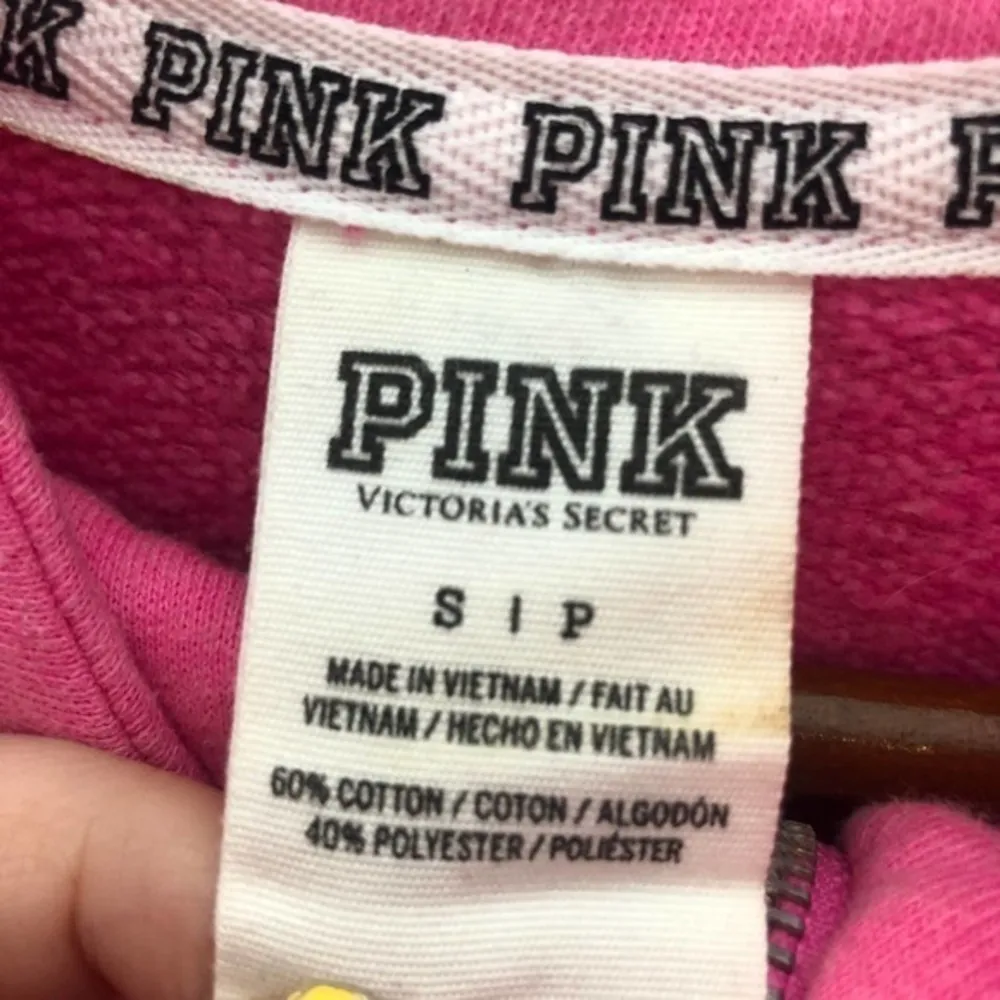 PINK PINK
PINK
VICTORIA'S SECRET
S | P
MADE IN VIETNAM / FAIT AU
VIETNAM / HECHO EN VIETNAM
60% COTTON / COTON / ALGODÓN
40% POLYESTER / POLIÉSTER